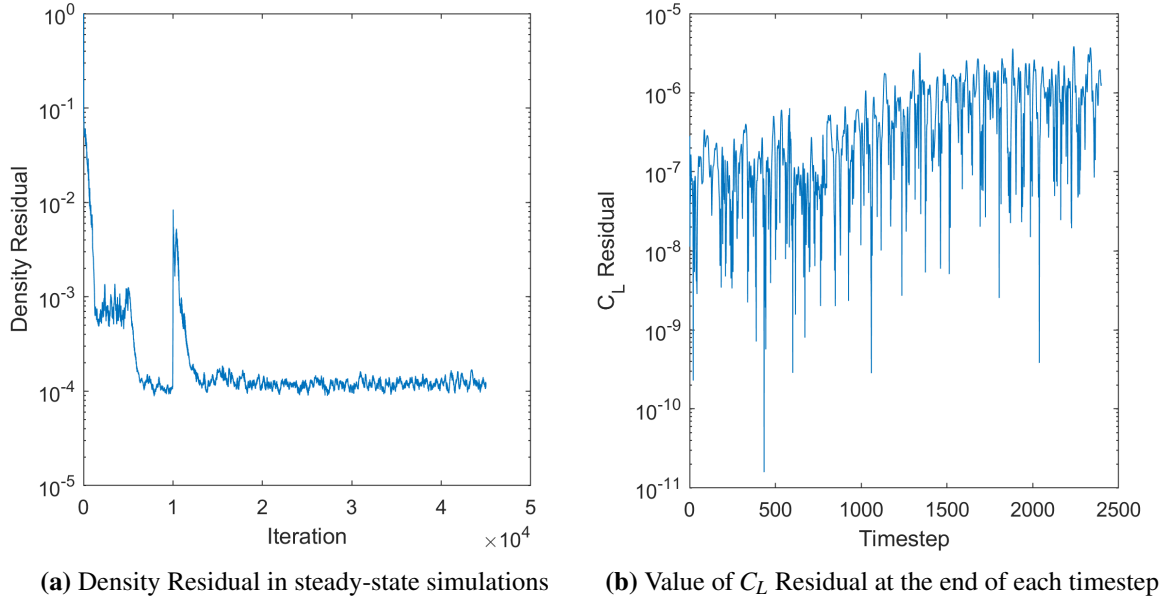 10^0
10^-1
10^-2
10^-3
10^-4
10^-5
Density Residual
0 1 2 3 4 5
×10^4
Iteration
10^-5
10^-6
10^-7
10^-8
10^-9
10^-10
10^-11
C_L Residual
0 500 1000 1500 2000 2500
Timestep
(a) Density Residual in steady-state simulations
(b) Value of C_L Residual at the end of each timestep